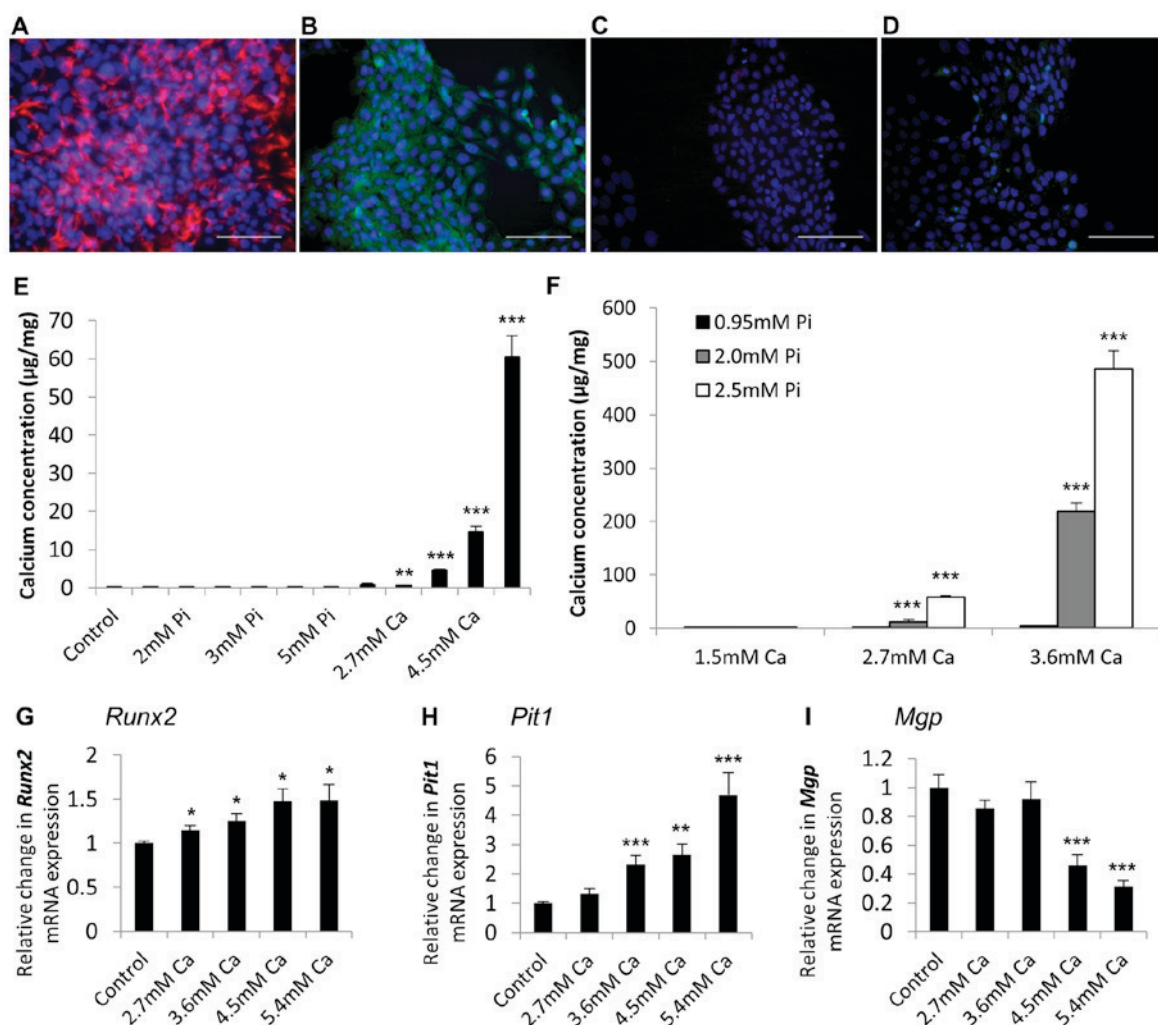 A
B
C
D
E
Calcium concentration (µg/mg)
70
60
50
40
30
20
10
0
***
***
***
**
Control
2mM Pi
3mM Pi
5mM Pi
2.7mM Ca
4.5mM Ca
F
Calcium concentration (µg/mg)
600
500
400
300
200
100
0
0.95mM Pi
2.0mM Pi
2.5mM Pi
***
***
***
***
1.5mM Ca
2.7mM Ca
3.6mM Ca
G
Runx2
Relative change in Runx2
mRNA expression
2
1.5
1
0.5
0
*
*
*
*
Control
2.7mM Ca
3.6mM Ca
4.5mM Ca
5.4mM Ca
H
Pit1
Relative change in Pit1
mRNA expression
6
5
4
3
2
1
0
***
**
***
Control
2.7mM Ca
3.6mM Ca
4.5mM Ca
5.4mM Ca
I
Mgp
Relative change in Mgp
mRNA expression
1.2
1
0.8
0.6
0.4
0.2
0
***
***
Control
2.7mM Ca
3.6mM Ca
4.5mM Ca
5.4mM Ca